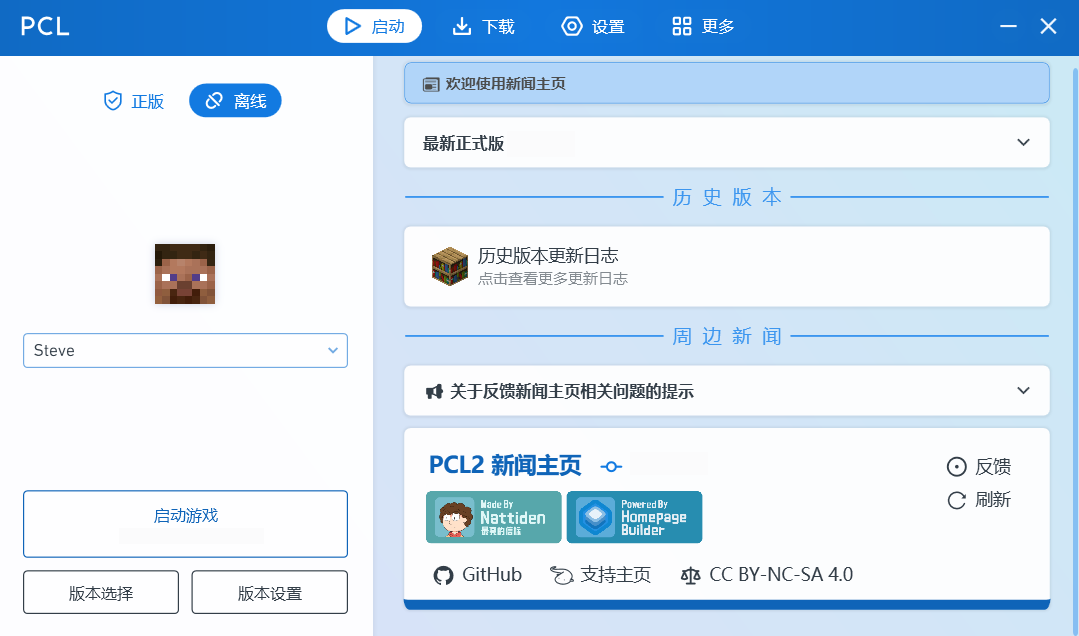 PCL
启动
下载
设置
更多
正版
离线
Steve
启动游戏
版本选择
版本设置
欢迎使用新闻主页
最新正式版
历史版本
历史版本更新日志
点击查看更多更新日志
周边新闻
关于反馈新闻主页相关问题的提示
PCL2 新闻主页
反馈
刷新
Made By
Nattiden
最亮的信标
Powered By
Homepage
Builder
GitHub
支持主页
CC BY-NC-SA 4.0